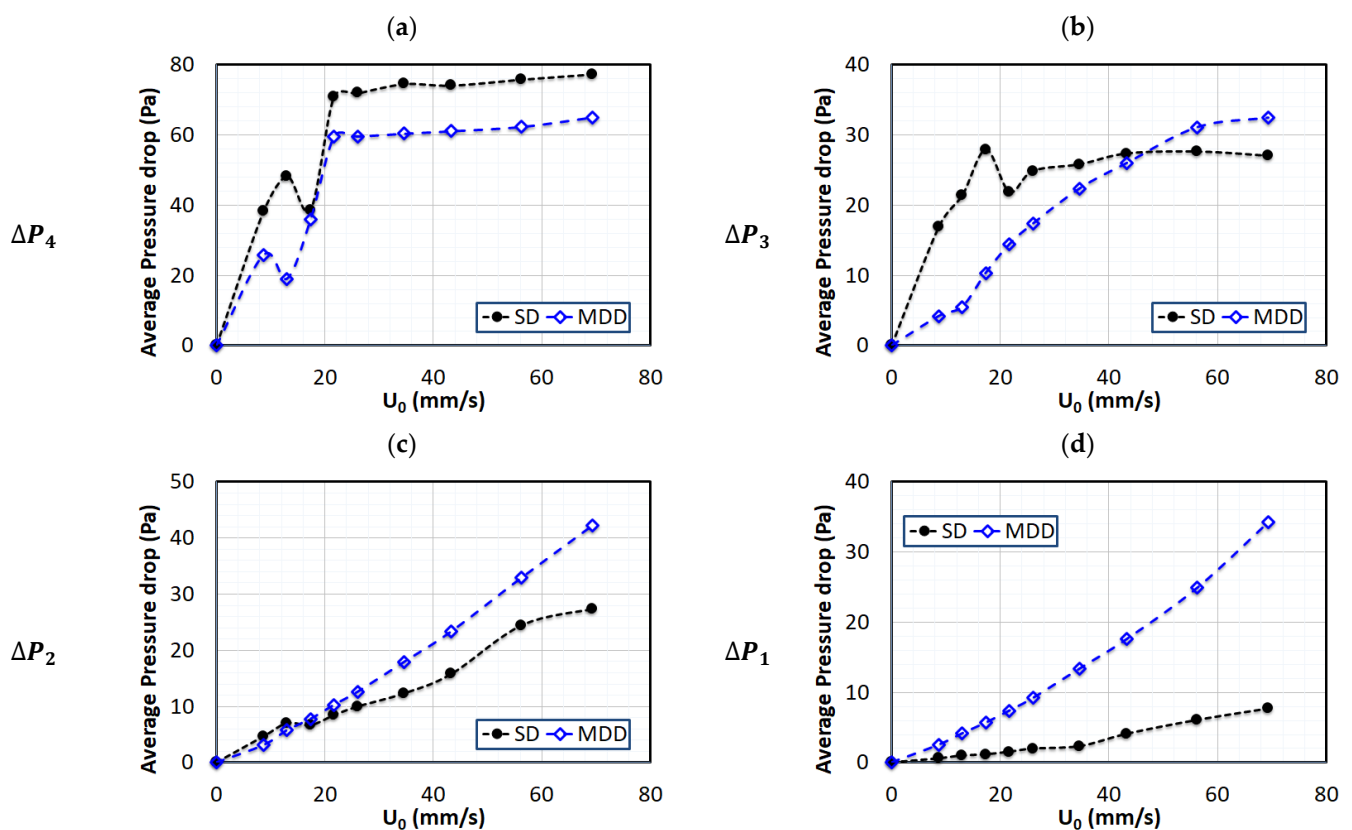 (a)
(b)
80
60
40
20
0
0 20 40 60 80
Average Pressure drop (Pa)
U0 (mm/s)
SD MDD
ΔP4
40
30
20
10
0
0 20 40 60 80
Average Pressure drop (Pa)
U0 (mm/s)
SD MDD
ΔP3
(c)
(d)
50
40
30
20
10
0
0 20 40 60 80
Average Pressure drop (Pa)
U0 (mm/s)
SD MDD
ΔP2
40
30
20
10
0
0 20 40 60 80
Average Pressure drop (Pa)
U0 (mm/s)
SD MDD
ΔP1